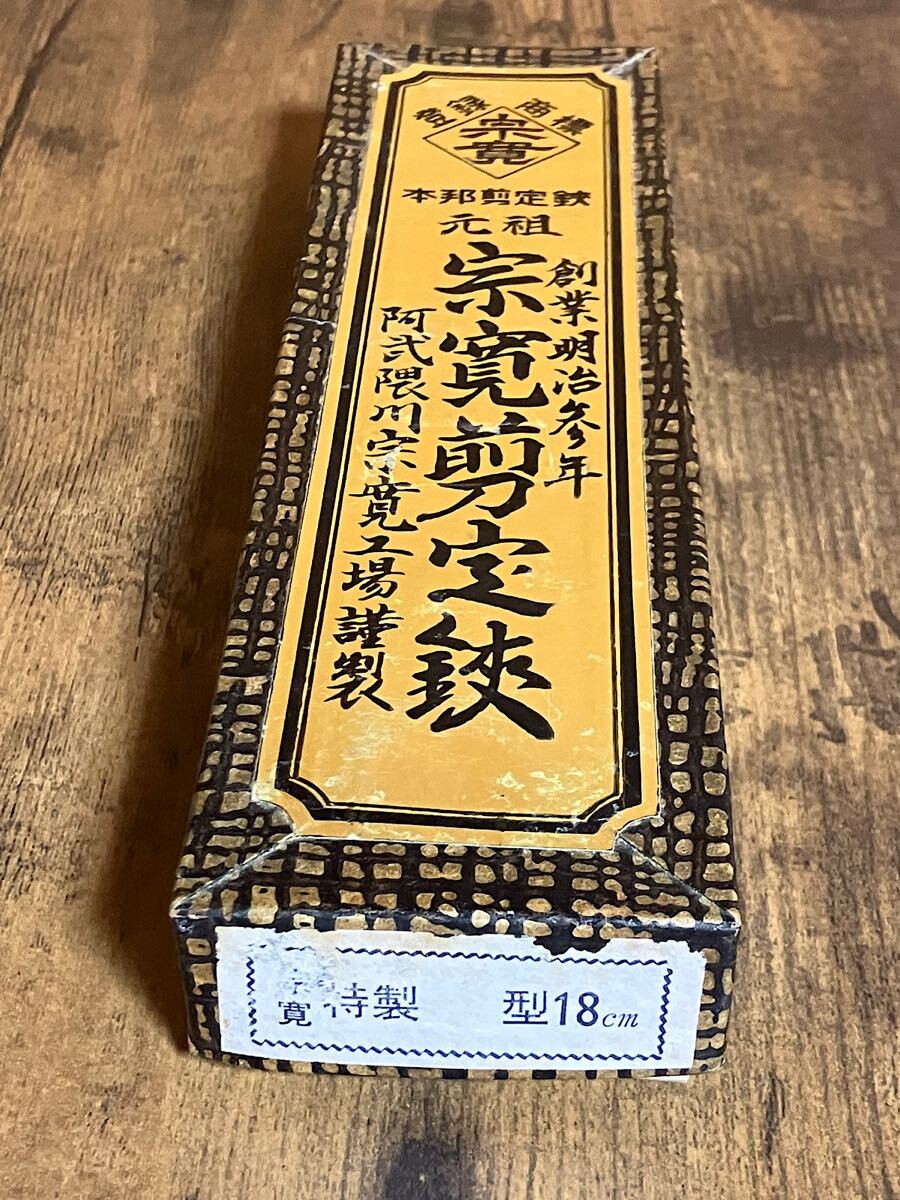 登録商標
宗寛
本邦剪定鋏
元祖
創業明治参年
宗寛剪定鋏
阿弐隈川宗寛工場謹製
寛特製 型18cm